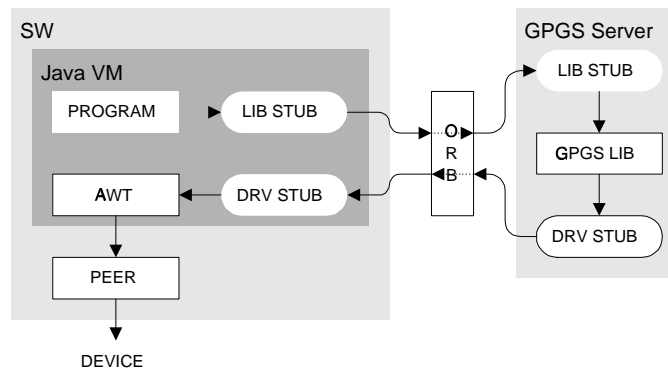 SW
Java VM
PROGRAM
LIB STUB
AWT
DRV STUB
PEER
DEVICE
O
R
B
GPGS Server
LIB STUB
GPGS LIB
DRV STUB